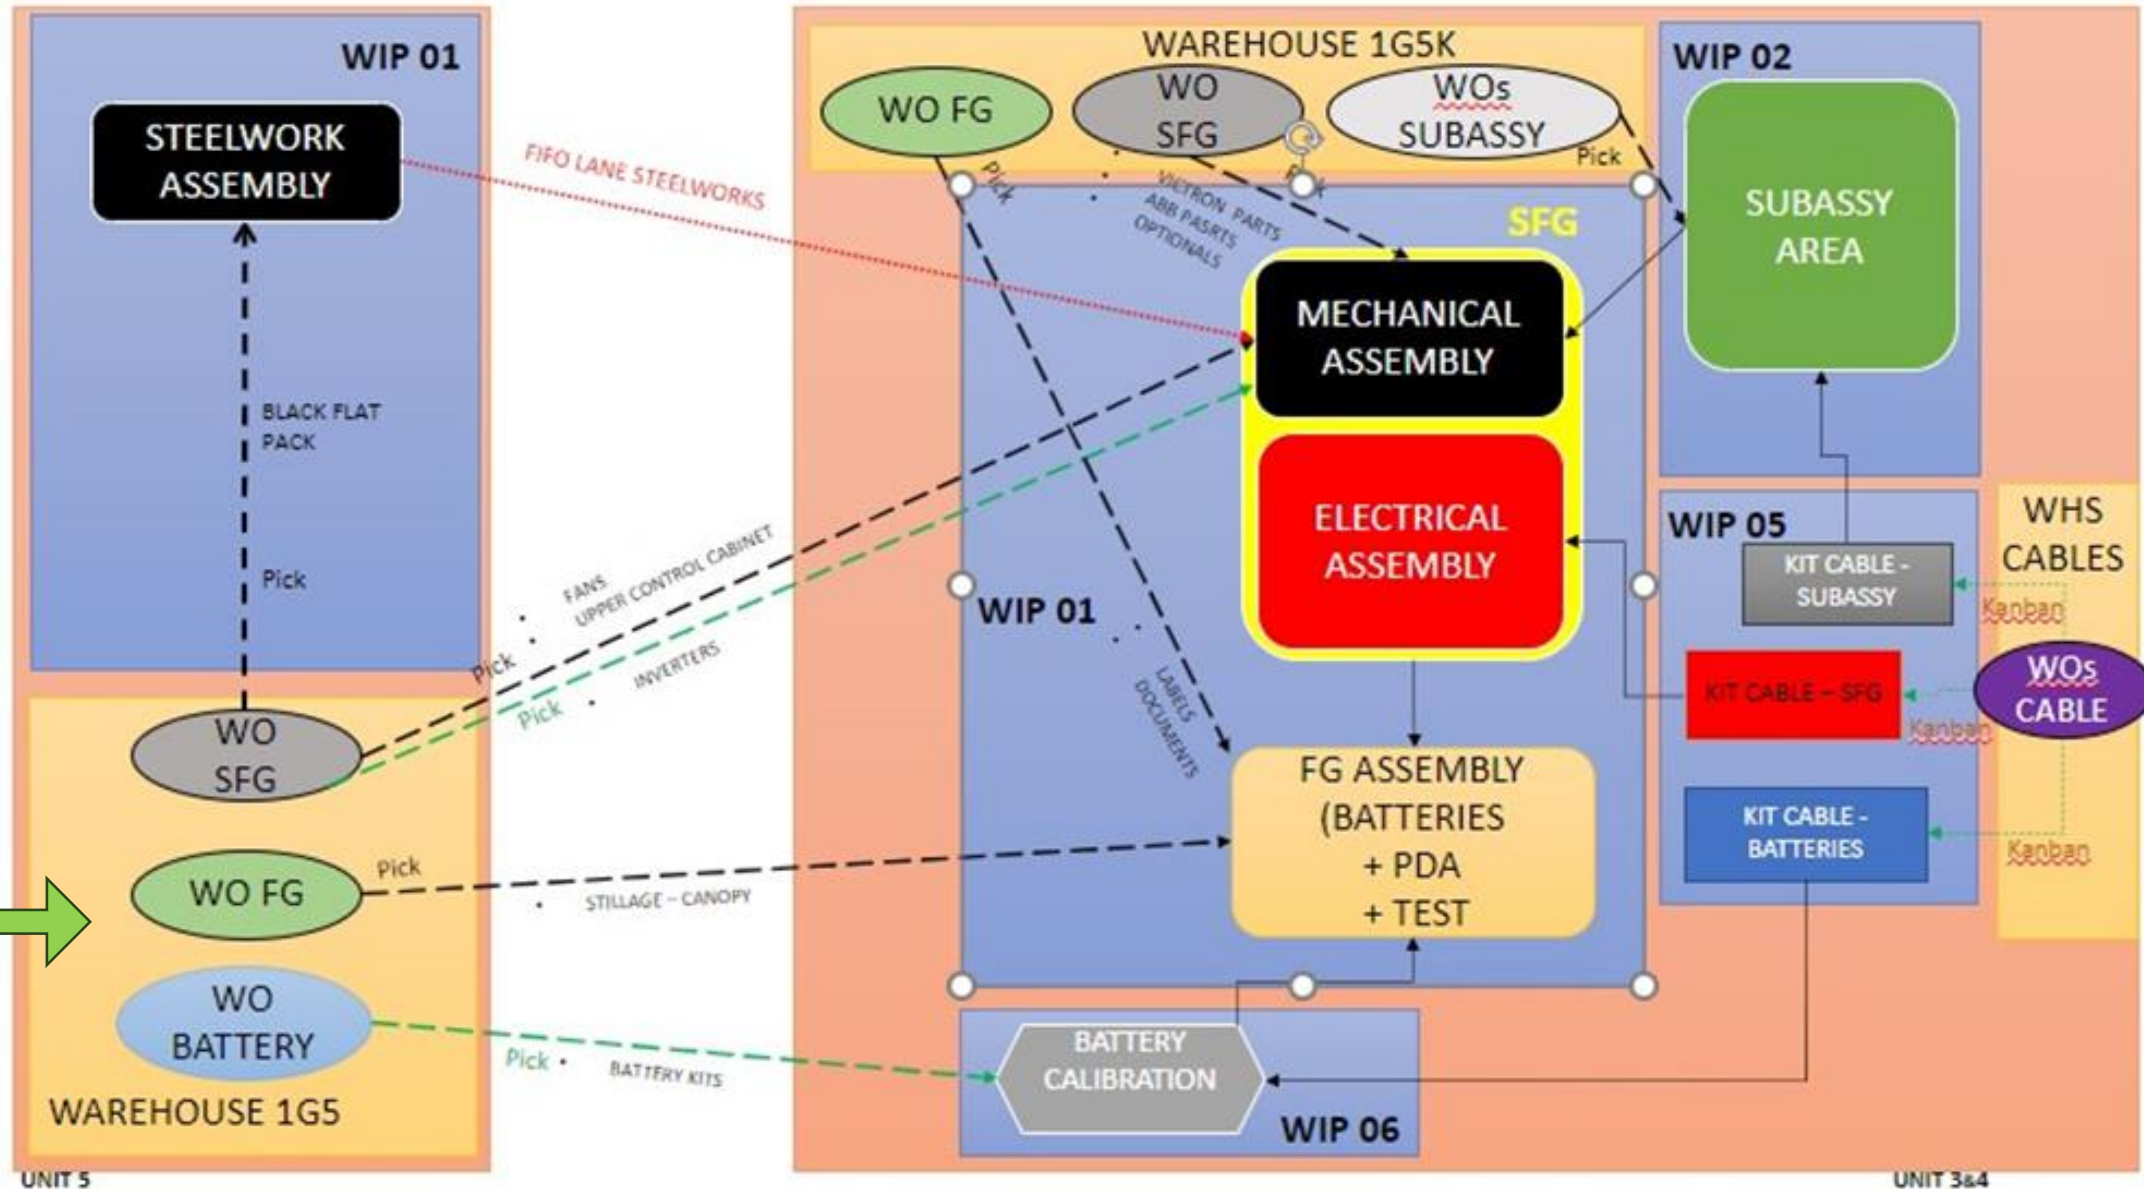 WIP 01
STEELWORK
ASSEMBLY
BLACK FLAT
PACK
Pick
WO
SFG
WO FG
WO
BATTERY
WAREHOUSE 1G5
UNIT 5
FIFO LANE STEELWORKS
Pick
• FANS
• UPPER CONTROL CABINET
Pick
• INVERTERS
Pick
• STILLAGE – CANOPY
Pick
• BATTERY KITS
WAREHOUSE 1G5K
WO FG
WO
SFG
WOs
SUBASSY
Pick
Pick
• VICTRON PARTS
• ABB PASRTS
• OPTIONALS
SFG
MECHANICAL
ASSEMBLY
ELECTRICAL
ASSEMBLY
WIP 01
• LABELS
• DOCUMENTS
FG ASSEMBLY
(BATTERIES
+ PDA
+ TEST
BATTERY
CALIBRATION
WIP 06
WIP 02
SUBASSY
AREA
WIP 05
KIT CABLE -
SUBASSY
KIT CABLE – SFG
KIT CABLE -
BATTERIES
WHS
CABLES
Kanban
WOs
CABLE
Kanban
Kanban
UNIT 3&4